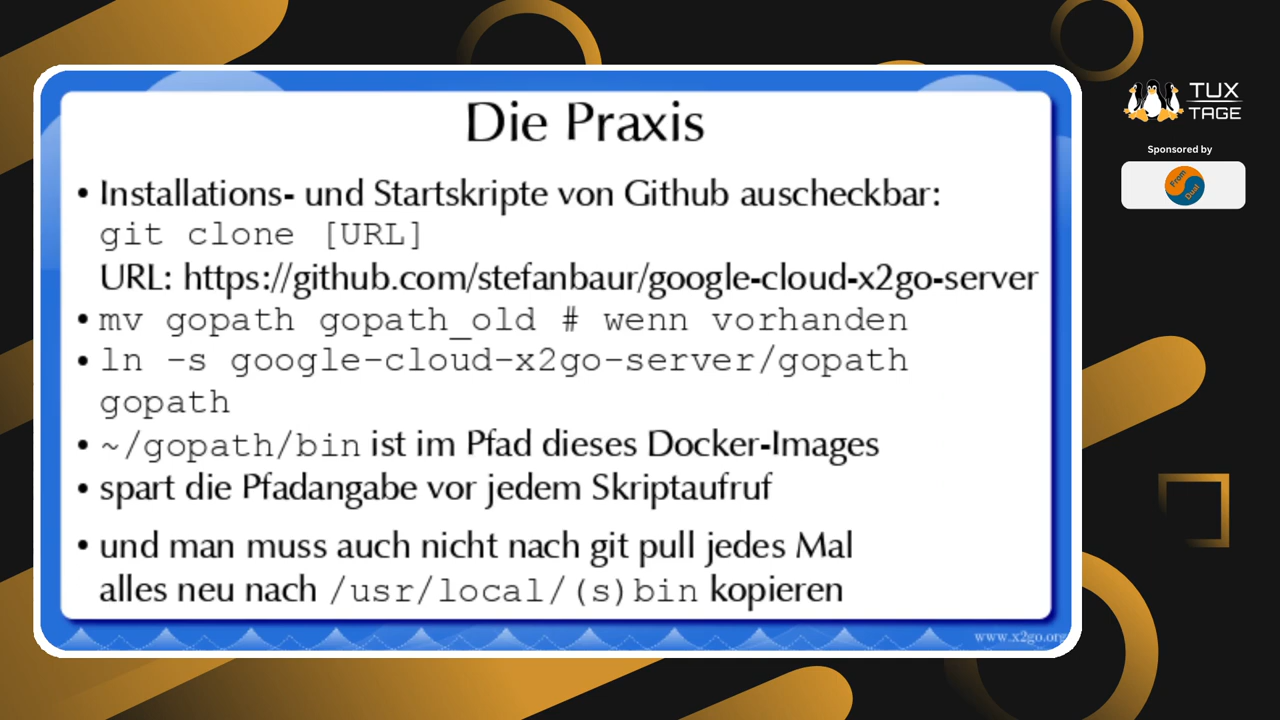 Die Praxis
• Installations- und Startskripte von Github auscheckbar:
git clone [URL]
URL: https://github.com/stefanbaur/google-cloud-x2go-server
• mv gopath gopath_old # wenn vorhanden
• ln -s google-cloud-x2go-server/gopath
gopath
• ~/gopath/bin ist im Pfad dieses Docker-Images
• spart die Pfadangabe vor jedem Skriptaufruf
• und man muss auch nicht nach git pull jedes Mal
alles neu nach /usr/local/(s)bin kopieren
www.x2go.org
TUX
TAGE
Sponsored by
From
Dual